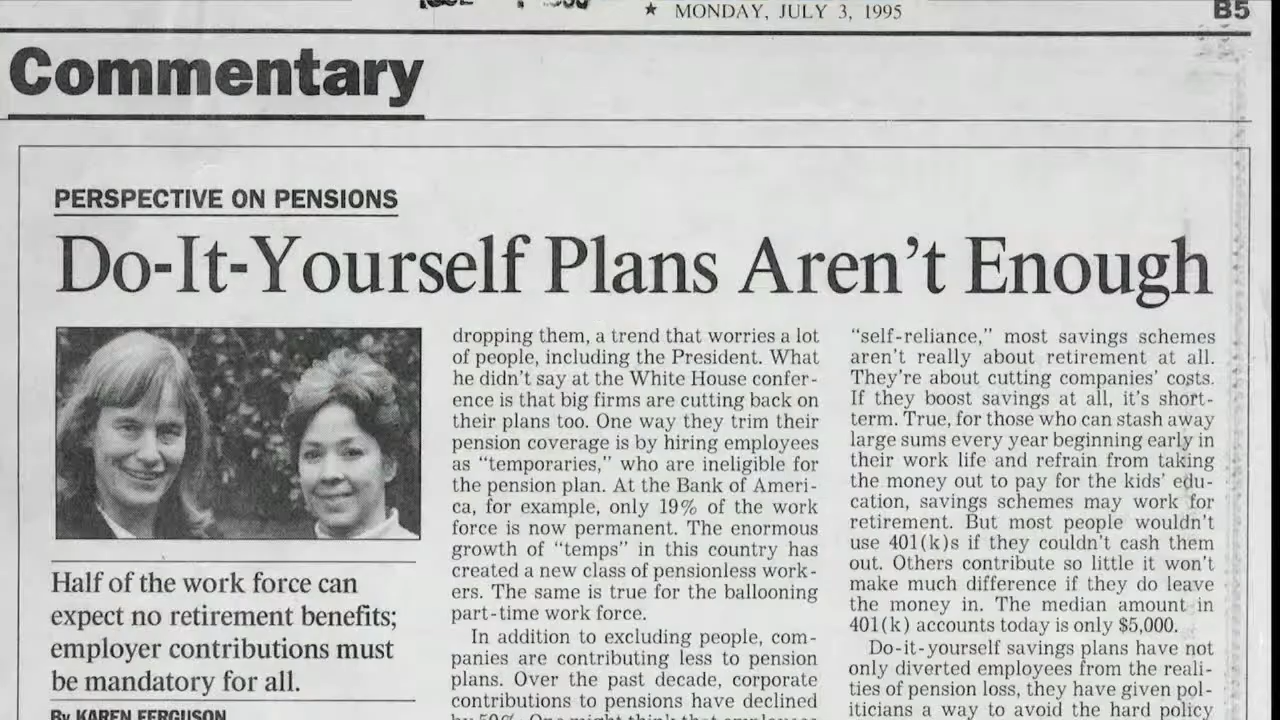 ★ MONDAY, JULY 3, 1995
B5
Commentary
PERSPECTIVE ON PENSIONS
Do-It-Yourself Plans Aren't Enough
Half of the work force can
expect no retirement benefits;
employer contributions must
be mandatory for all.
By KAREN FERGUSON
dropping them, a trend that worries a lot
of people, including the President. What
he didn't say at the White House confer-
ence is that big firms are cutting back on
their plans too. One way they trim their
pension coverage is by hiring employees
as "temporaries," who are ineligible for
the pension plan. At the Bank of Ameri-
ca, for example, only 19% of the work
force is now permanent. The enormous
growth of "temps" in this country has
created a new class of pensionless work-
ers. The same is true for the ballooning
part-time work force.
In addition to excluding people, com-
panies are contributing less to pension
plans. Over the past decade, corporate
contributions to pensions have declined
by 50%. One might think that employees
"self-reliance," most savings schemes
aren't really about retirement at all.
They're about cutting companies' costs.
If they boost savings at all, it's short-
term. True, for those who can stash away
large sums every year beginning early in
their work life and refrain from taking
the money out to pay for the kids' edu-
cation, savings schemes may work for
retirement. But most people wouldn't
use 401(k)s if they couldn't cash them
out. Others contribute so little it won't
make much difference if they do leave
the money in. The median amount in
401(k) accounts today is only $5,000.
Do-it-yourself savings plans have not
only diverted employees from the reali-
ties of pension loss, they have given pol-
iticians a way to avoid the hard policy